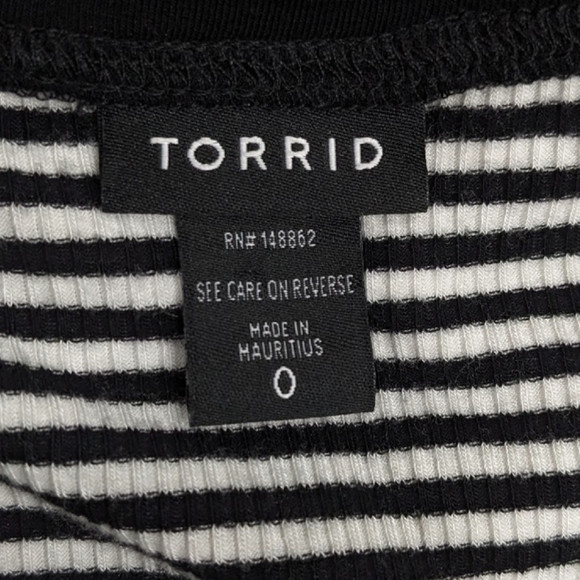 TORRID
RN# 148862
SEE CARE ON REVERSE
MADE IN
MAURITIUS
0